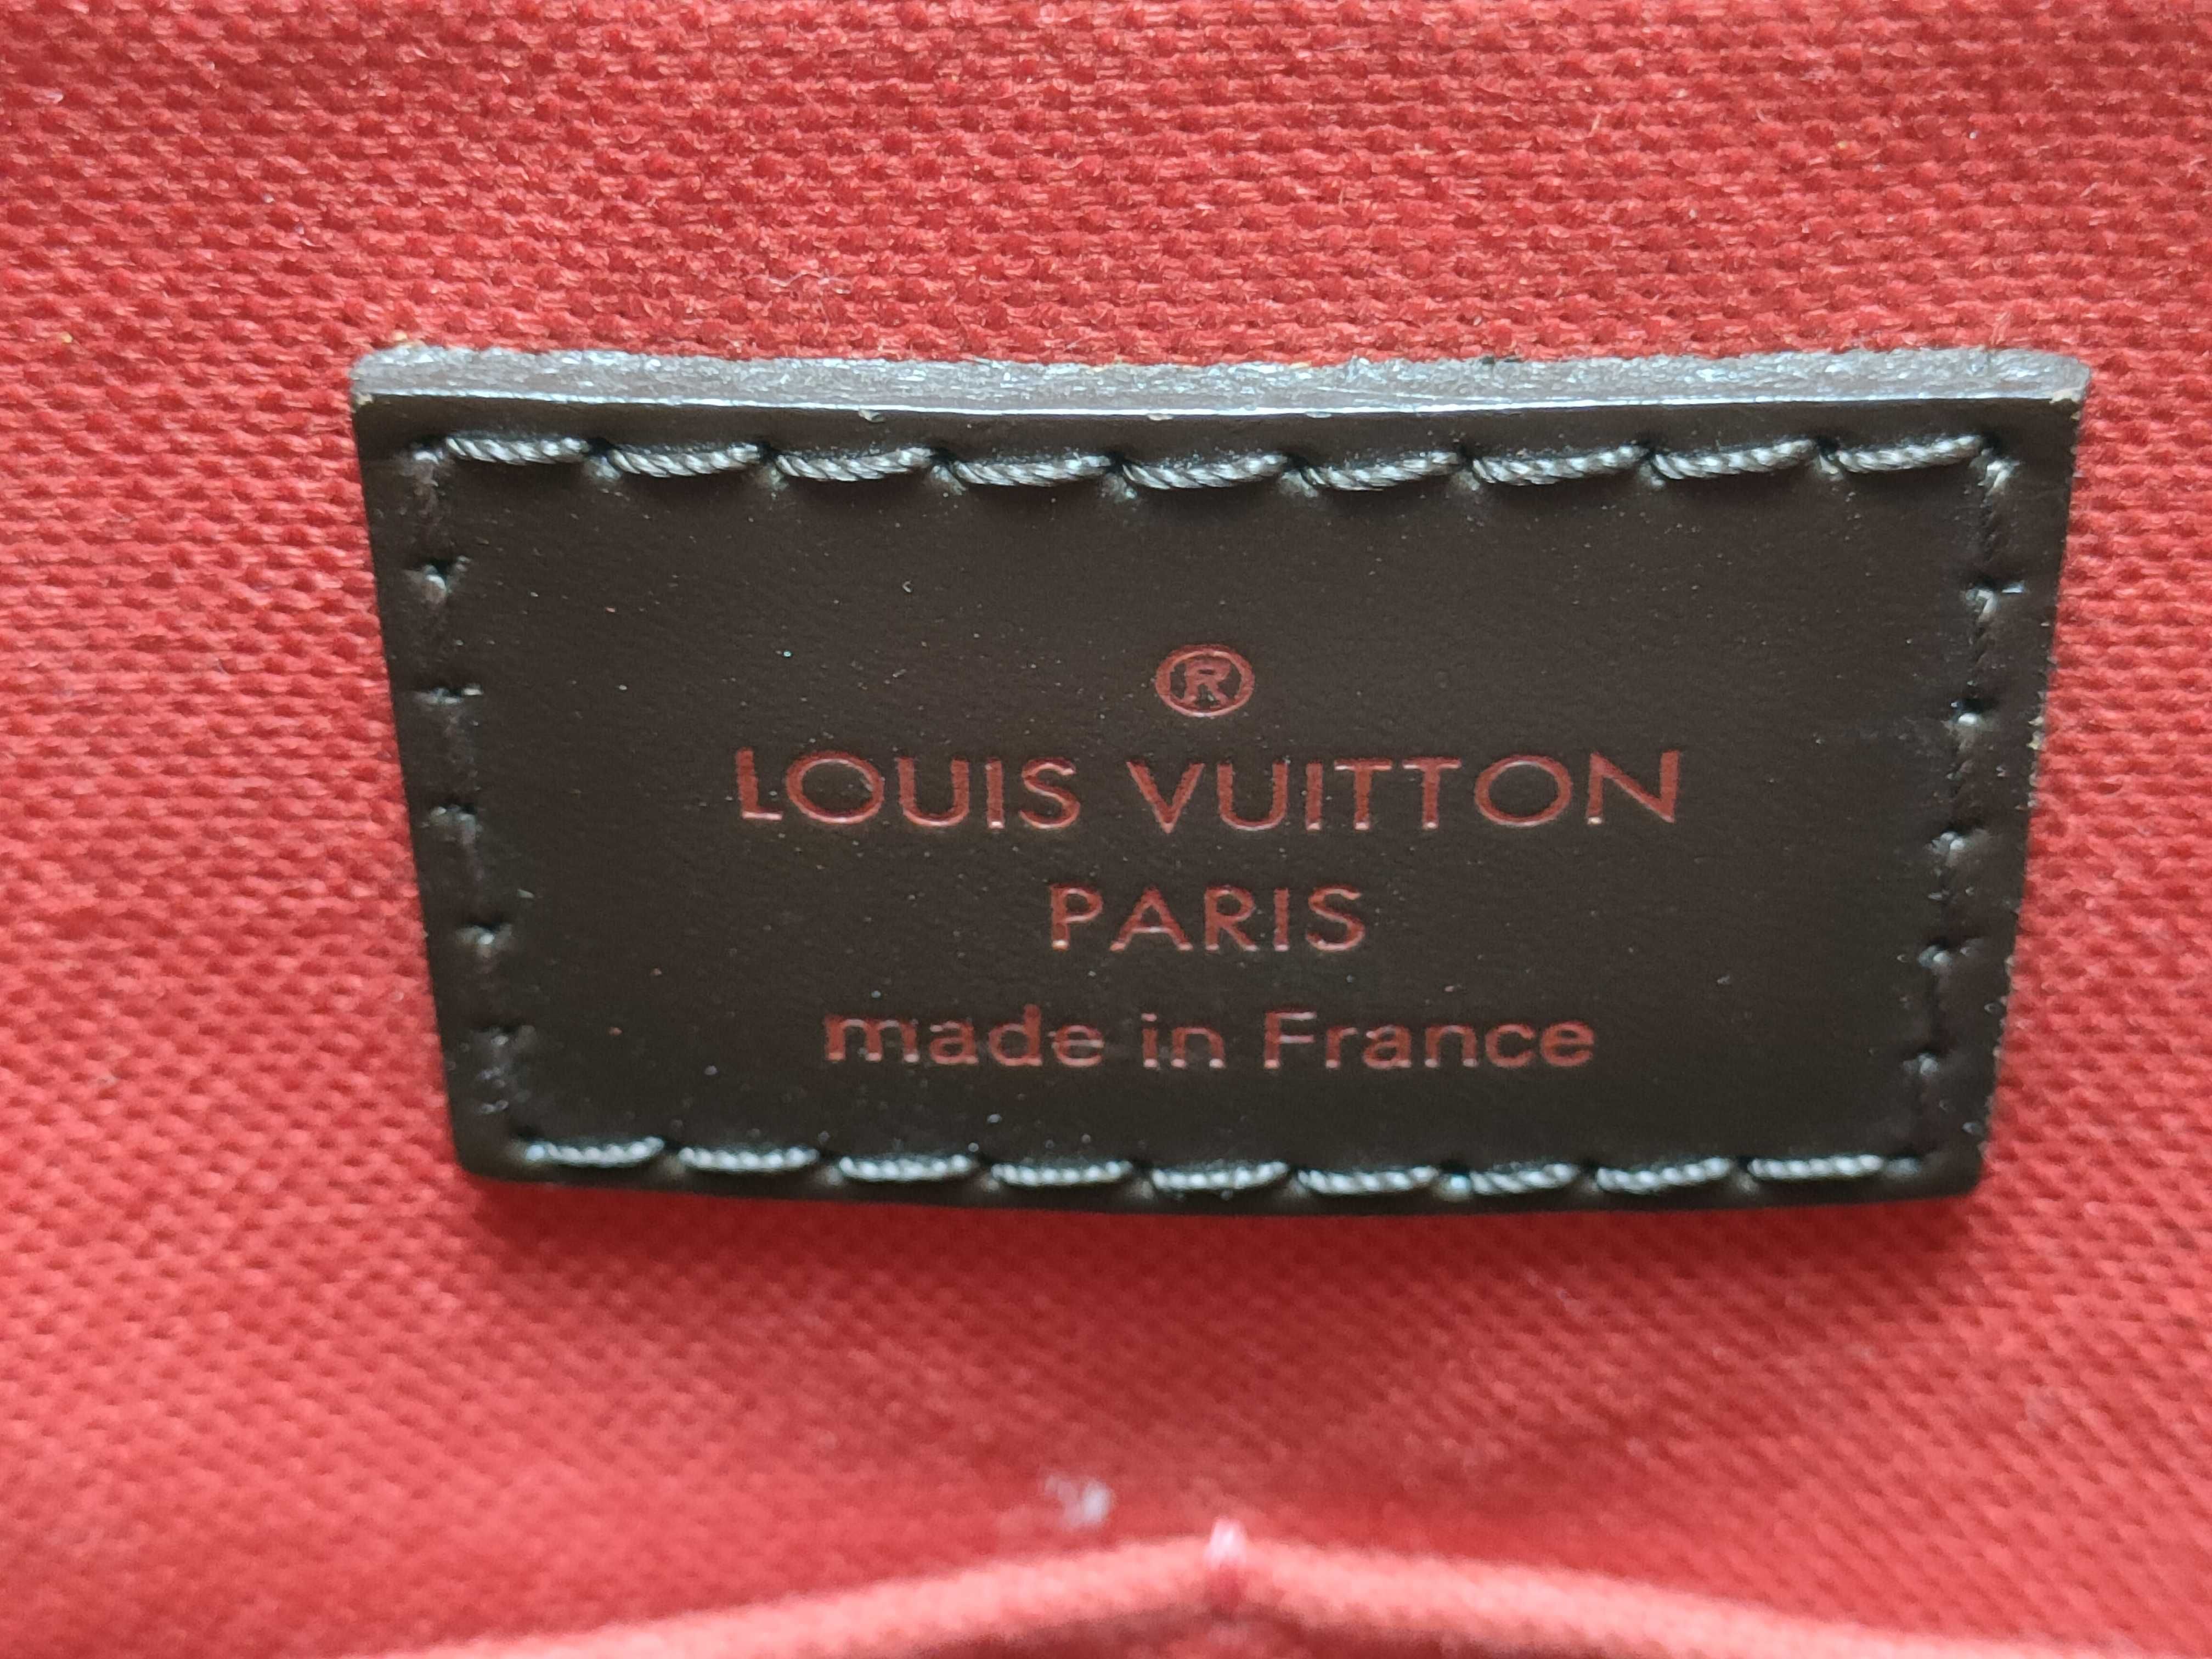 ®
LOUIS VUITTON
PARIS
made in France